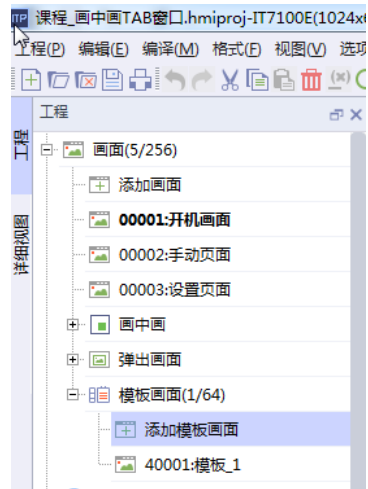 ITP 课程_画中画TAB窗口.hmiproj-IT7100E(1024x6
工程(P) 编辑(E) 编译(M) 格式(F) 视图(V) 选项
工程
工程
画面(5/256)
添加画面
00001:开机画面
详细视图
00002:手动页面
00003:设置页面
画中画
弹出画面
模板画面(1/64)
添加模板画面
40001:模板_1